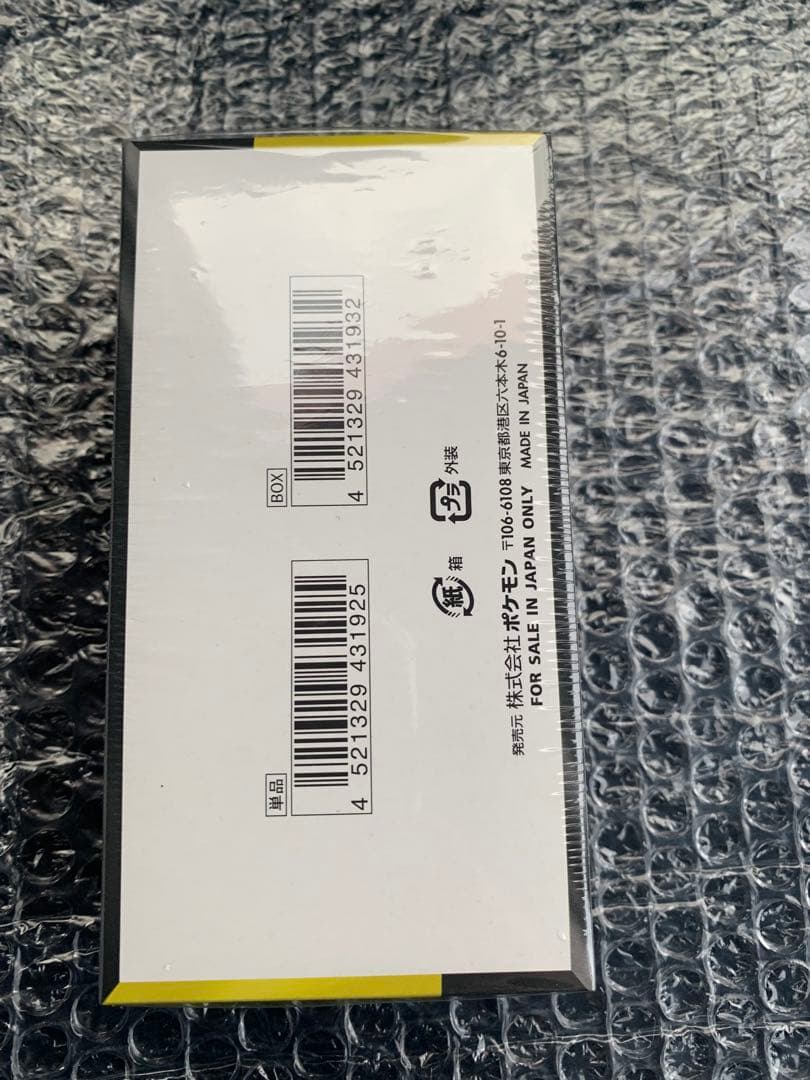 単品
4 521329 431925
BOX
4 521329 431932
紙 箱
プラ 外装
発売元 株式会社ポケモン 〒106-6108 東京都港区六本木6-10-1
FOR SALE IN JAPAN ONLY MADE IN JAPAN